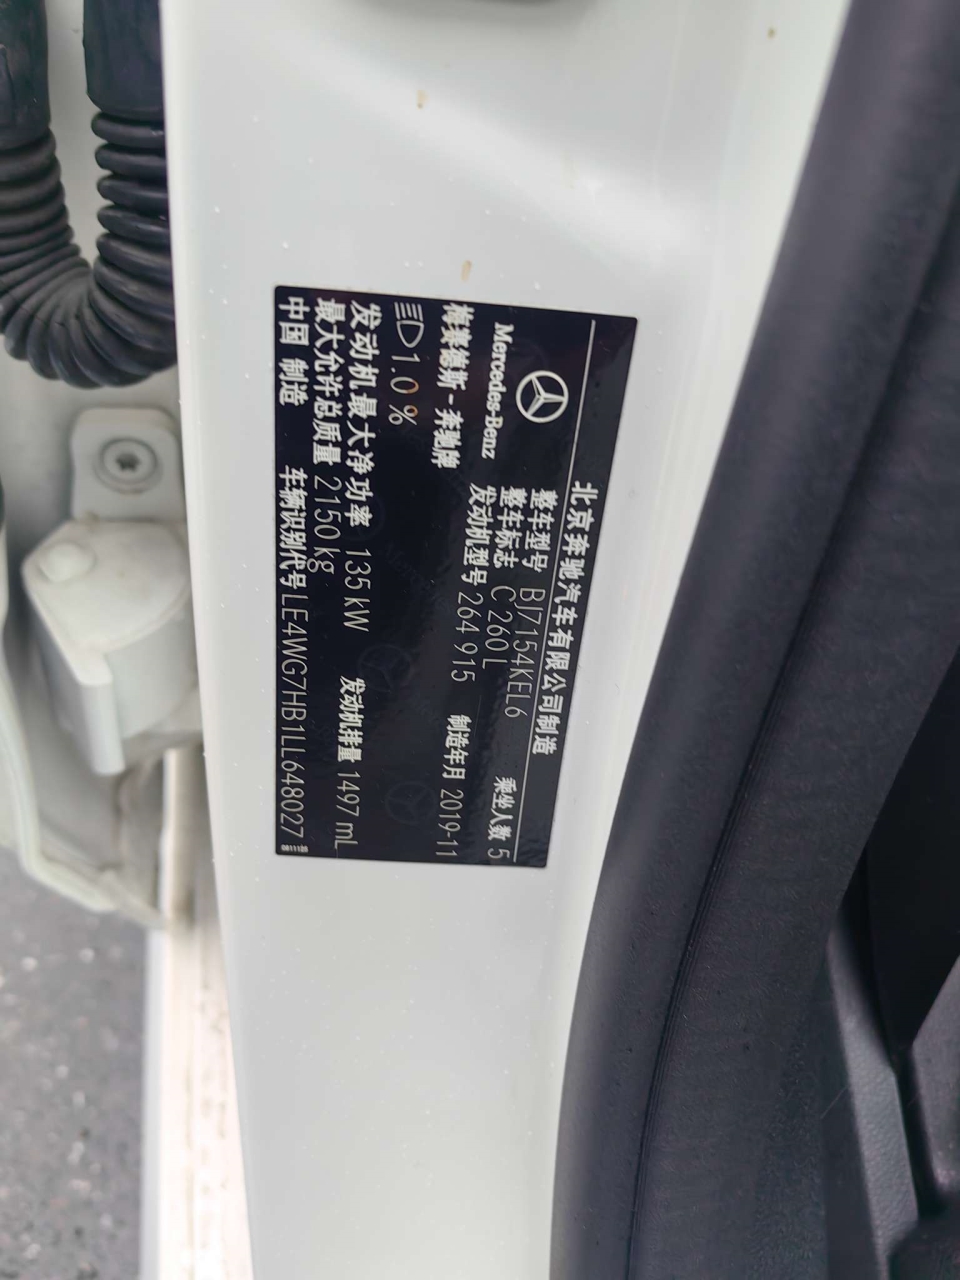 北京奔驰汽车有限公司制造
Mercedes-Benz
梅赛德斯-奔驰牌
整车型号 BJ7154KEL6
整车标志 C 260 L
乘坐人数 5
发动机型号 264 915
制造年月 2019-11
1.0 %
发动机最大净功率 135 kW
发动机排量 1497 mL
最大允许总质量 2150 kg
中国 制造
车辆识别代号 LE4WG7HB1LL648027